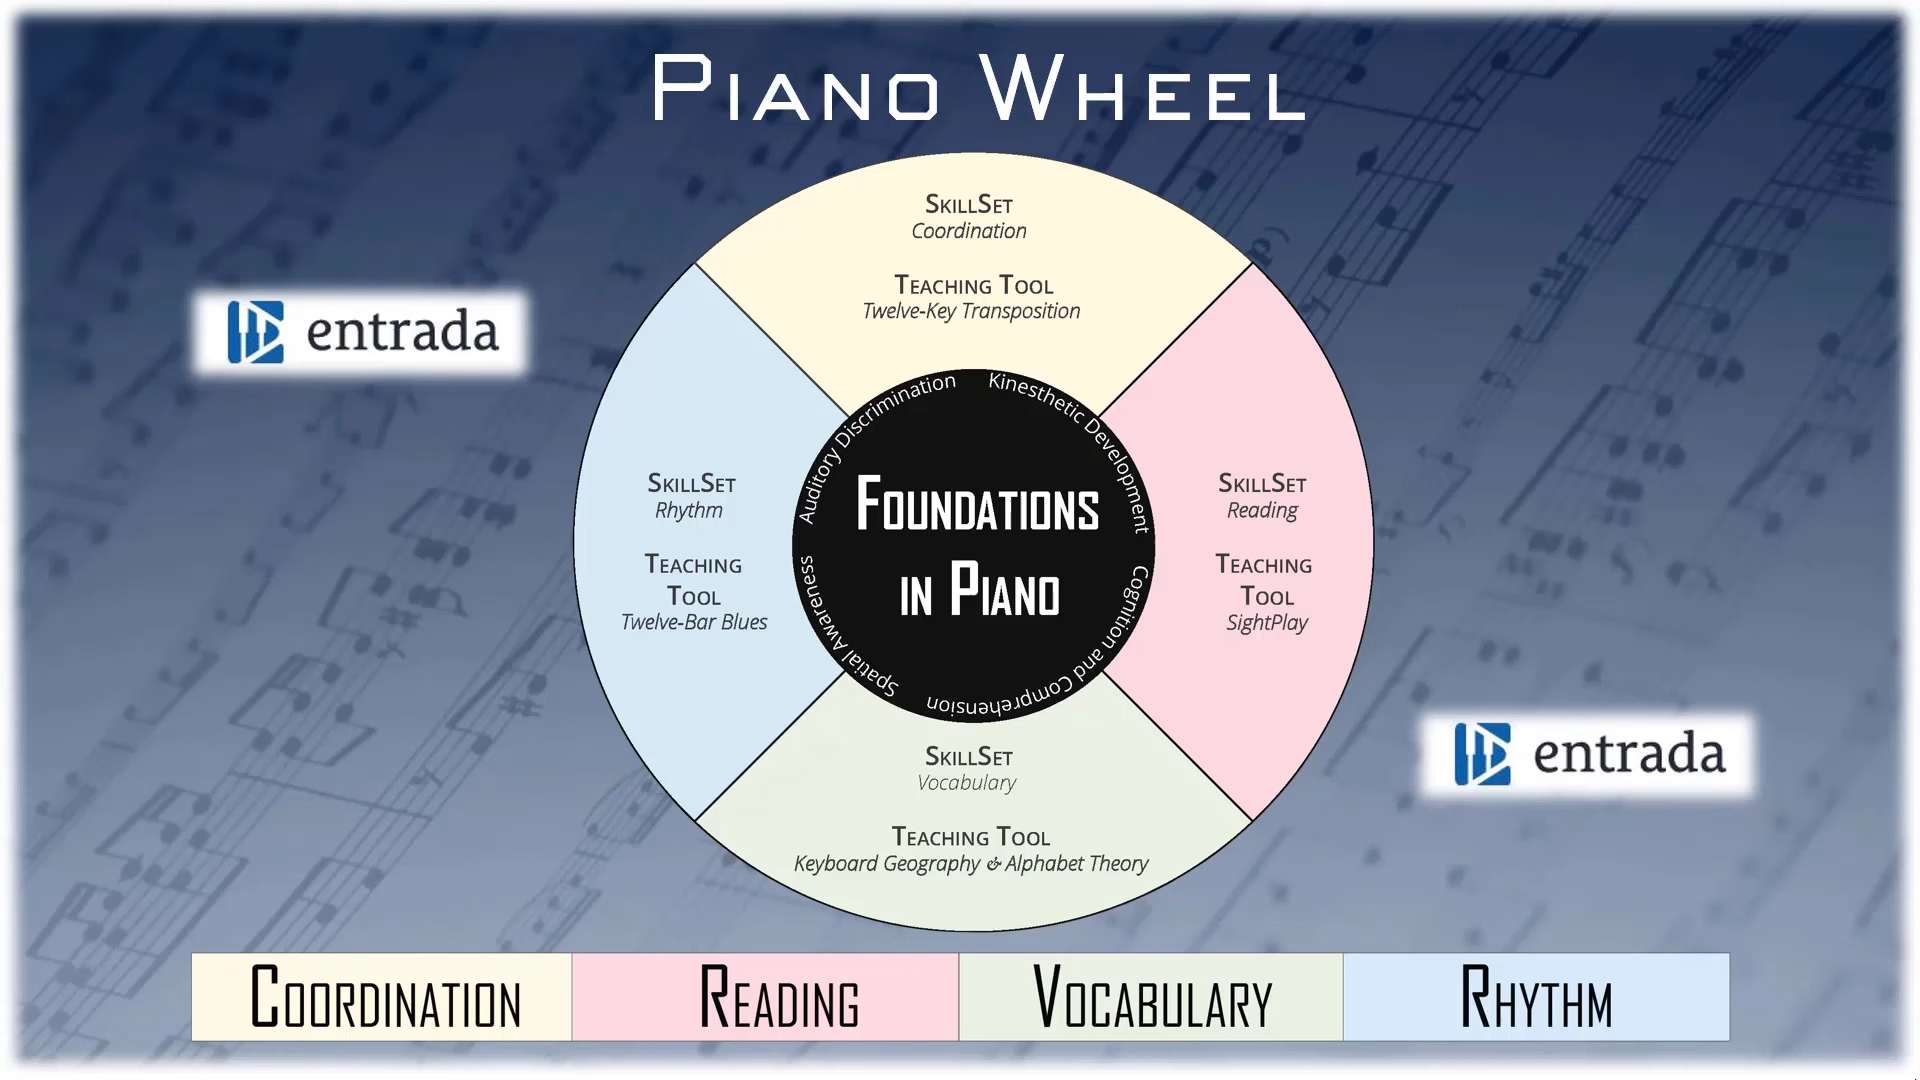 Piano Wheel
SkillSet
Coordination
Teaching Tool
Twelve-Key Transposition
entrada
Auditory Discrimination
Kinesthetic Development
Cognition and Comprehension
Spatial Awareness
Foundations
in Piano
SkillSet
Rhythm
Teaching
Tool
Twelve-Bar Blues
SkillSet
Reading
Teaching
Tool
SightPlay
entrada
SkillSet
Vocabulary
Teaching Tool
Keyboard Geography & Alphabet Theory
Coordination
Reading
Vocabulary
Rhythm